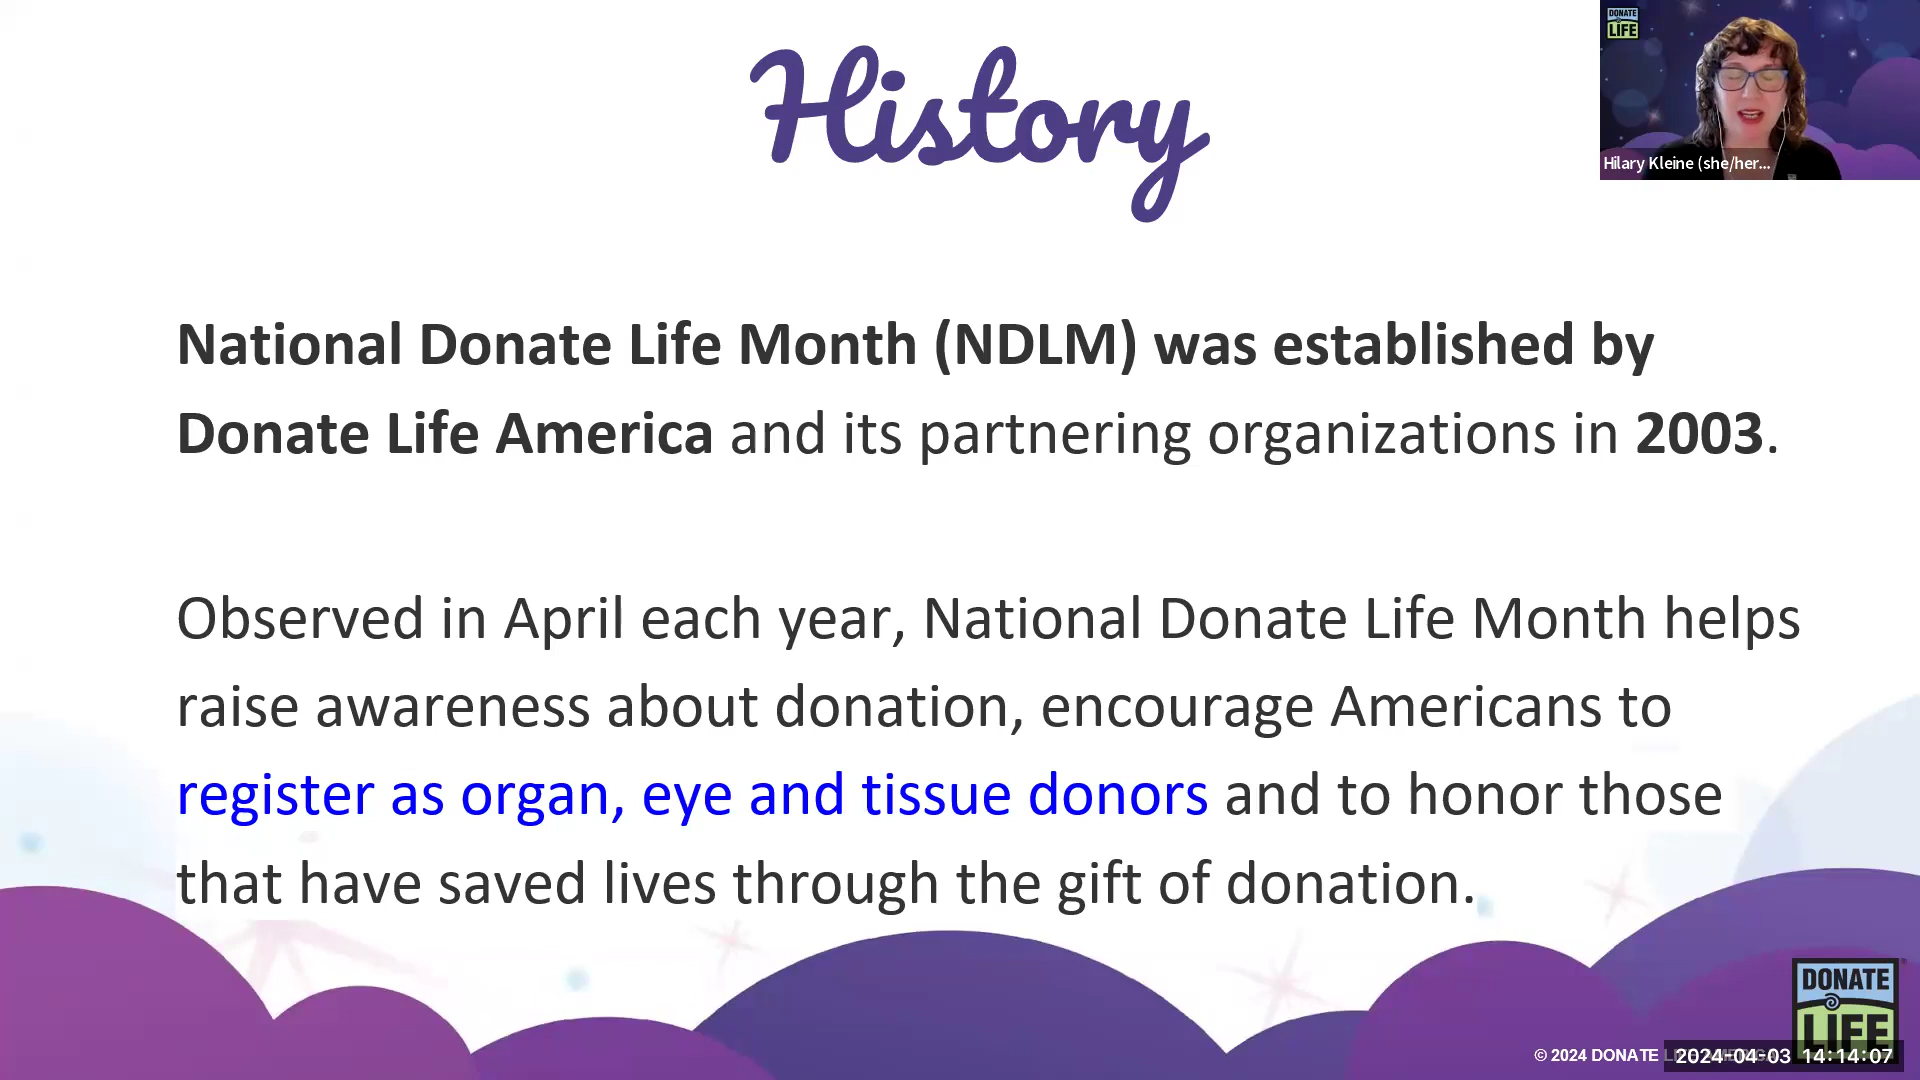 History
DONATE
LIFE
Hilary Kleine (she/her...
National Donate Life Month (NDLM) was established by
Donate Life America and its partnering organizations in 2003.
Observed in April each year, National Donate Life Month helps
raise awareness about donation, encourage Americans to
register as organ, eye and tissue donors and to honor those
that have saved lives through the gift of donation.
DONATE
LIFE
© 2024 DONATE
2024-04-03 14:14:07